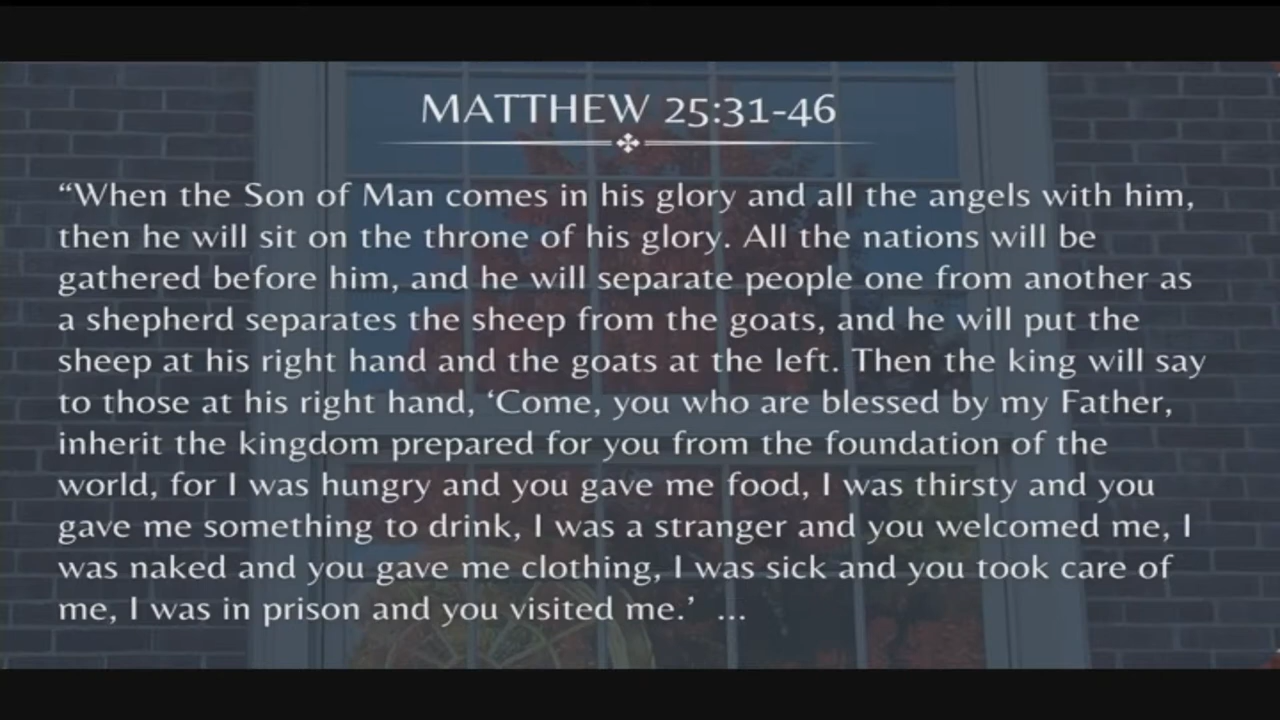 MATTHEW 25:31-46
“When the Son of Man comes in his glory and all the angels with him,
then he will sit on the throne of his glory. All the nations will be
gathered before him, and he will separate people one from another as
a shepherd separates the sheep from the goats, and he will put the
sheep at his right hand and the goats at the left. Then the king will say
to those at his right hand, ‘Come, you who are blessed by my Father,
inherit the kingdom prepared for you from the foundation of the
world, for I was hungry and you gave me food, I was thirsty and you
gave me something to drink, I was a stranger and you welcomed me, I
was naked and you gave me clothing, I was sick and you took care of
me, I was in prison and you visited me.’ ...